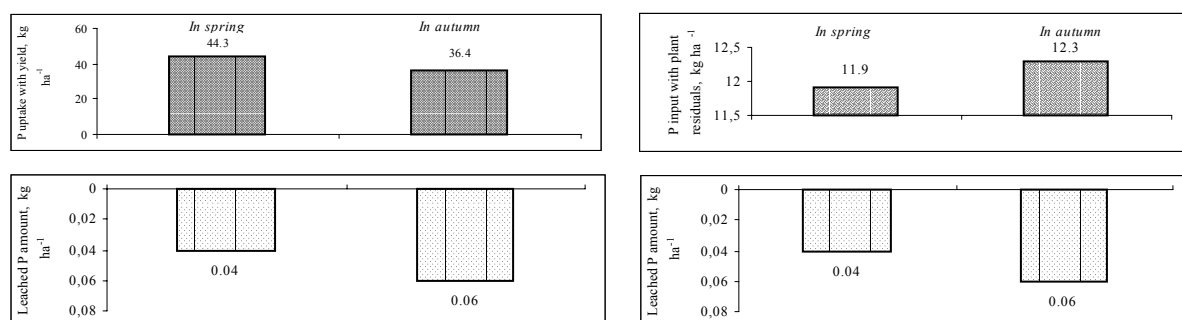 P uptake with yield, kg
ha⁻¹
60
40
20
0
In spring
44.3
In autumn
36.4
P input with plant
residuals, kg ha ⁻¹
12,5
12
11,5
In spring
11.9
In autumn
12.3
Leached P amount, kg
ha⁻¹
0
0,02
0,04
0,06
0,08
0.04
0.06
Leached P amount, kg
ha⁻¹
0
0,02
0,04
0,06
0,08
0.04
0.06